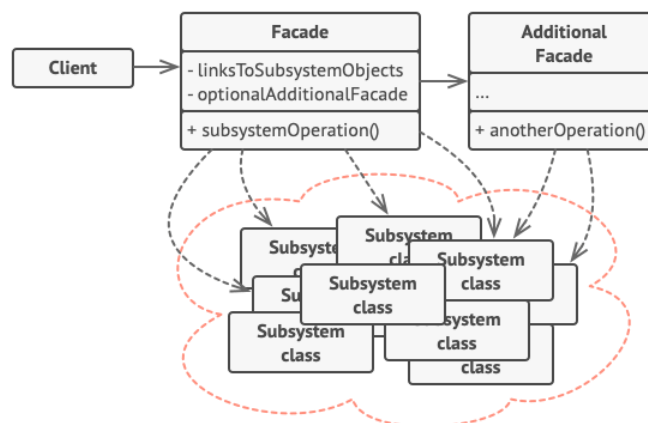 Client
Facade
- linksToSubsystemObjects
- optionalAdditionalFacade
+ subsystemOperation()
Additional
Facade
...
+ anotherOperation()
Subsystem
class
Subsystem
class
Subsystem
class
Subsystem
class
Subsystem
class
class